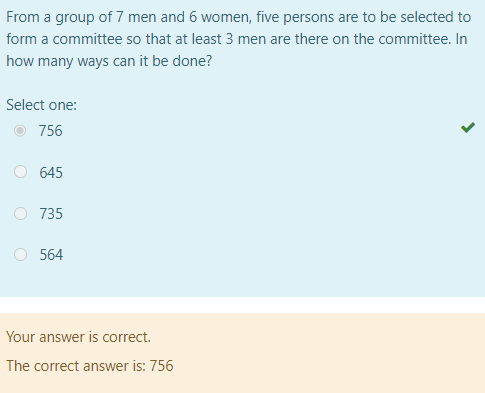 From a group of 7 men and 6 women, five persons are to be selected to
form a committee so that at least 3 men are there on the committee. In
how many ways can it be done?
Select one:
756
645
735
564
Your answer is correct.
The correct answer is: 756